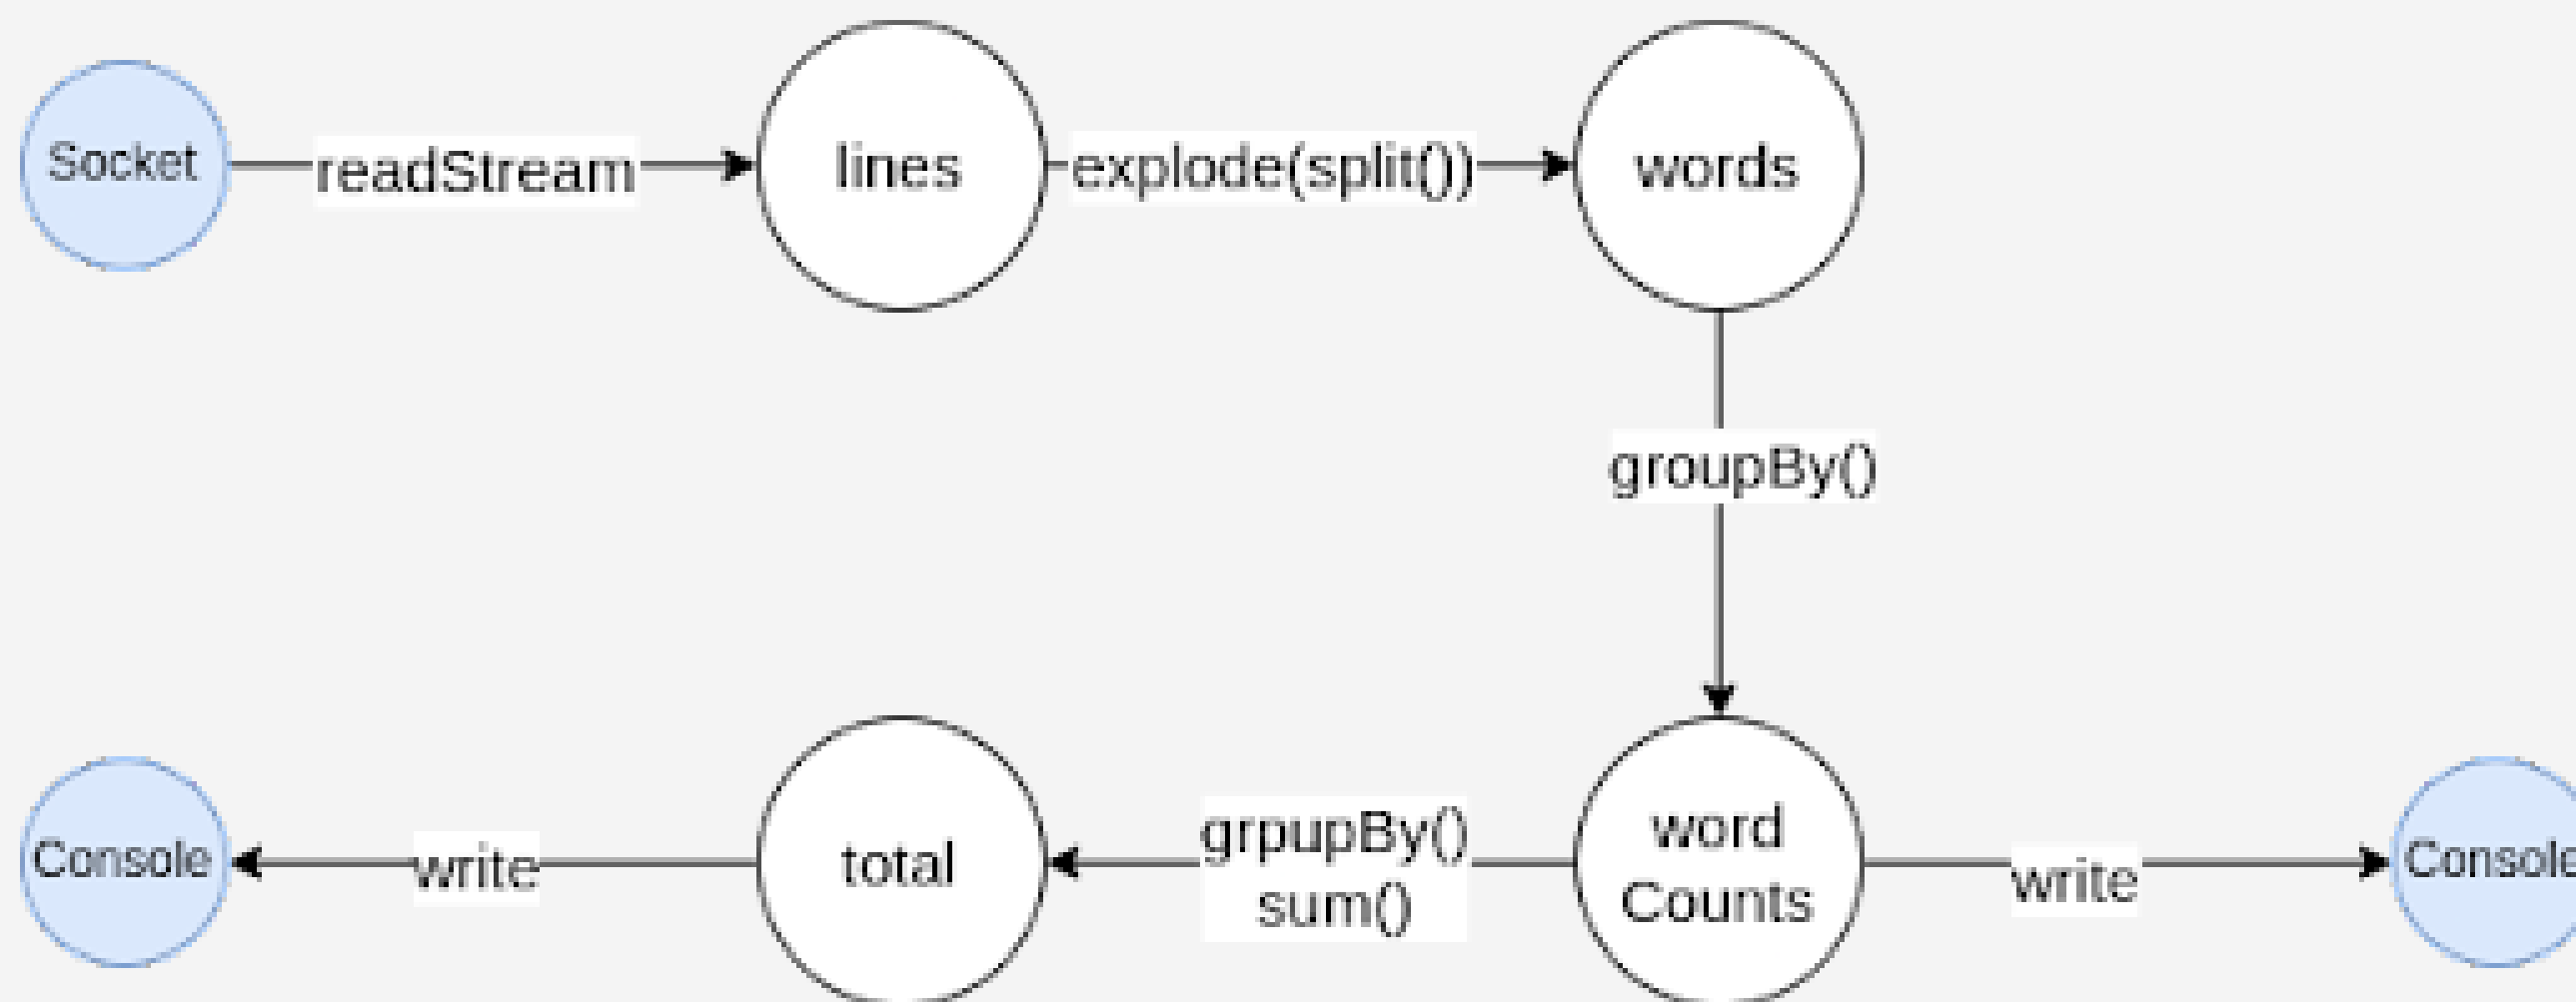 Socket
readStream
lines
explode(split())
words
groupBy()
Console
write
total
grpupBy()
sum()
word
Counts
write
Console